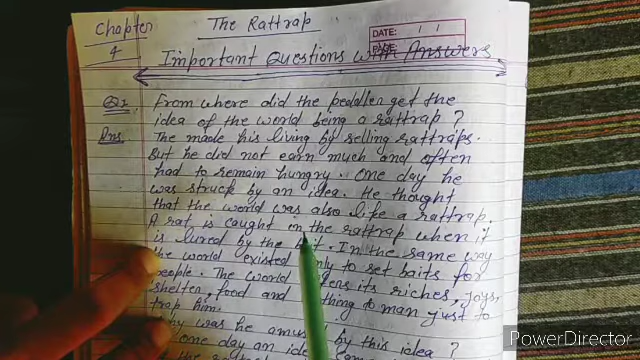 Chapter
4
The Rattrap
DATE: / /
PAGE:
Important Questions with Answers
Q1 From where did the peddler get the
idea of the world being a rattrap ?
Ans. The made his living by selling rattraps.
But he did not earn much and often
had to remain hungry. One day he
was struck by an idea. He thought
that the world was also like a rattrap.
A rat is caught in the rattrap when it
is lured by the bait. In the same way
the world existed only to set baits for
people. The world its riches, joys,
shelter, food and to man just to
trap him.
was he amused by this idea ?
one day an idea
PowerDirector